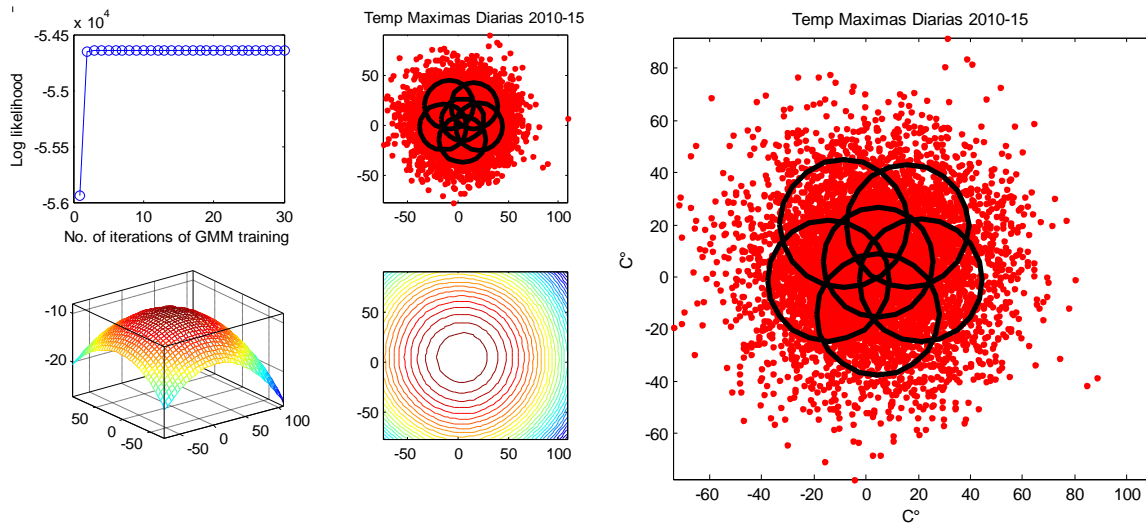 Temp Maximas Diarias 2010-15
Temp Maximas Diarias 2010-15
x 10⁴
-5.45
-5.5
-5.55
-5.6
Log likelihood
0 10 20 30
No. of iterations of GMM training
50
0
-50
-50 0 50 100
-10
-20
50
0
-50
-50
0
50
100
50
0
-50
-50 0 50 100
80
60
40
20
0
-20
-40
-60
C°
-60 -40 -20 0 20 40 60 80 100
C°